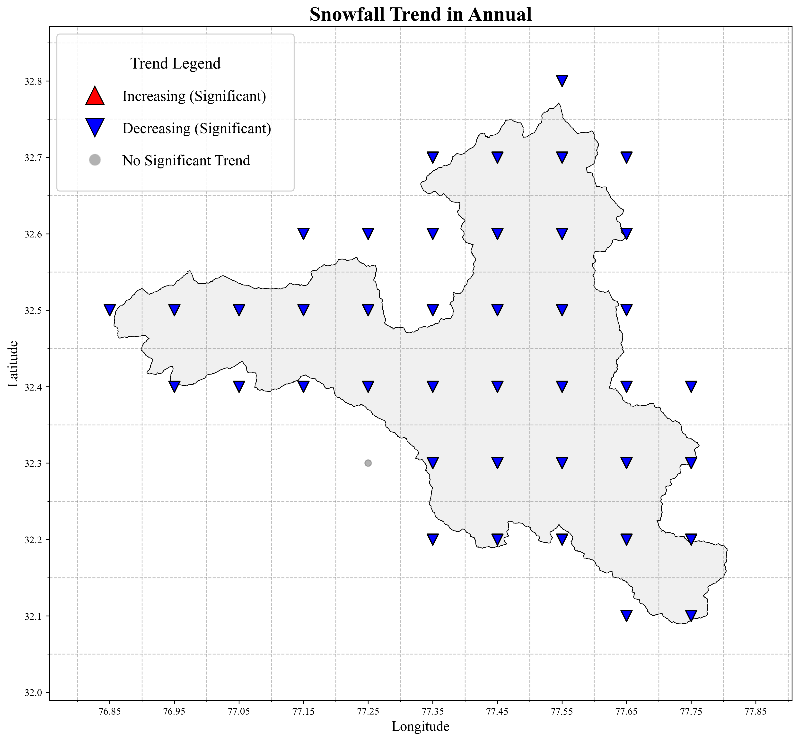 Snowfall Trend in Annual
Trend Legend
Increasing (Significant)
Decreasing (Significant)
No Significant Trend
Latitude
32.8
32.7
32.6
32.5
32.4
32.3
32.2
32.1
32.0
76.85 76.95 77.05 77.15 77.25 77.35 77.45 77.55 77.65 77.75 77.85
Longitude